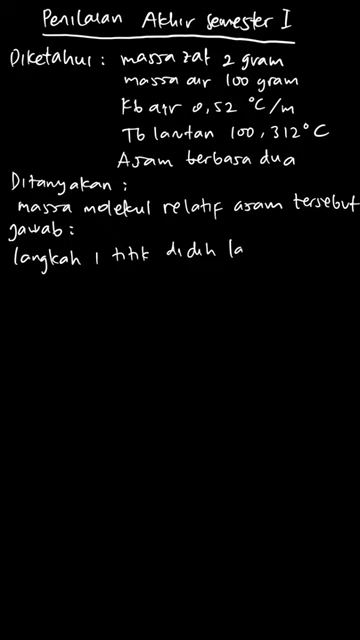 Penilaian Akhir Semester I
Diketahui : massa zat 2 gram
massa air 100 gram
Kb air 0,52 °C/m
Tb larutan 100,312°C
Asam berbasa dua
Ditanyakan :
massa molekul relatif asam tersebut
Jawab :
langkah 1 titik didih la